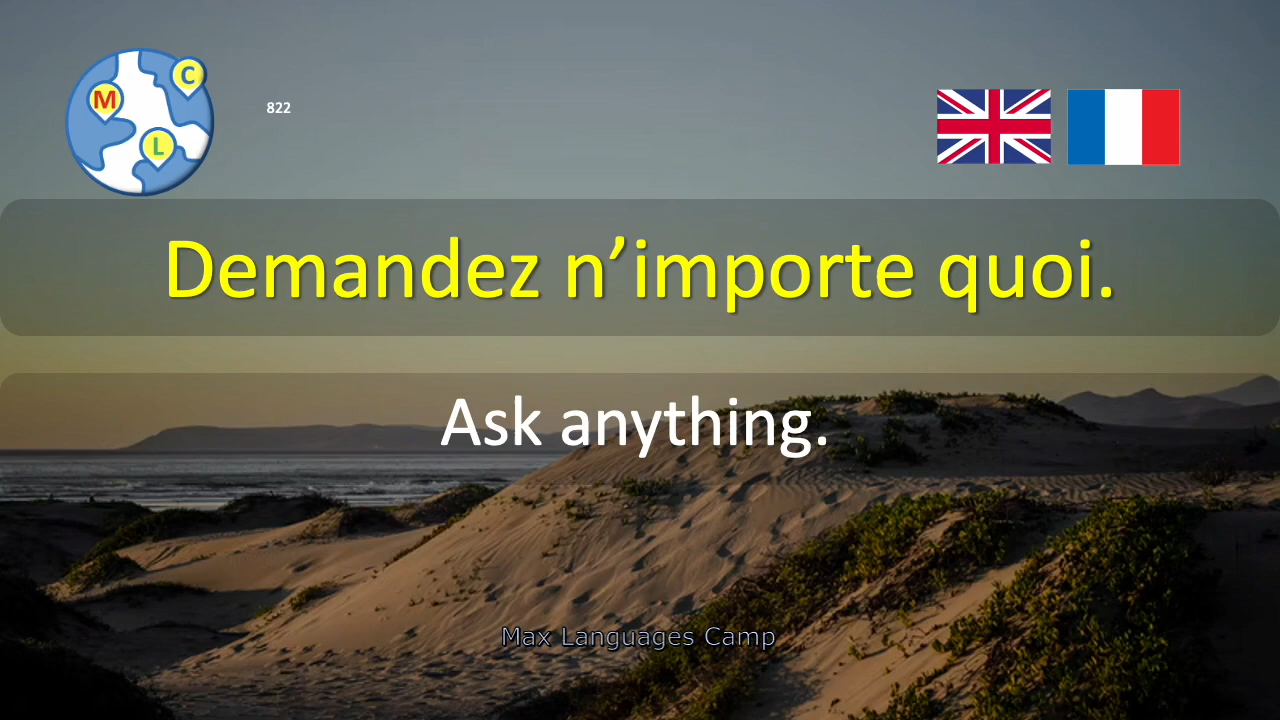 M
C
L
822
Demandez n’importe quoi.
Ask anything.
Max Languages Camp